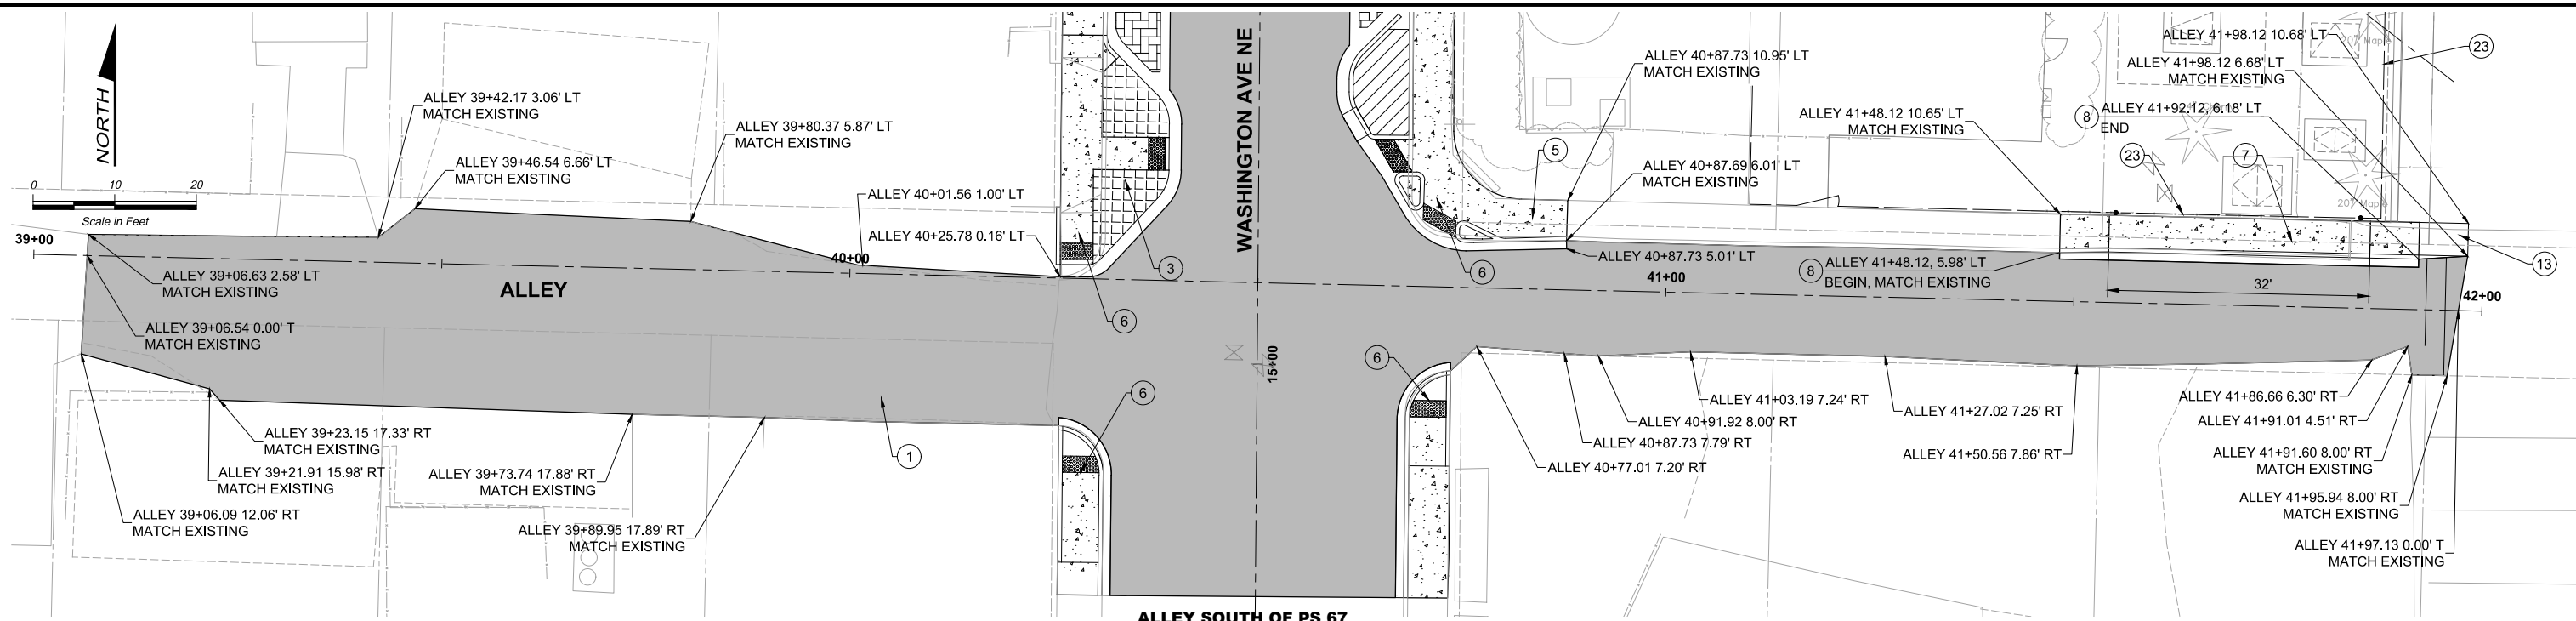 NORTH
0 10 20
Scale in Feet
39+00
ALLEY 39+42.17 3.06' LT
MATCH EXISTING
ALLEY 39+46.54 6.66' LT
MATCH EXISTING
ALLEY 39+80.37 5.87' LT
MATCH EXISTING
ALLEY 40+01.56 1.00' LT
ALLEY 40+25.78 0.16' LT
40+00
ALLEY 39+06.63 2.58' LT
MATCH EXISTING
ALLEY
ALLEY 39+06.54 0.00' T
MATCH EXISTING
ALLEY 39+23.15 17.33' RT
MATCH EXISTING
ALLEY 39+21.91 15.98' RT
MATCH EXISTING
ALLEY 39+06.09 12.06' RT
MATCH EXISTING
ALLEY 39+73.74 17.88' RT
MATCH EXISTING
ALLEY 39+89.95 17.89' RT
MATCH EXISTING
1
3
6
6
WASHINGTON AVE NE
15+00
6
6
5
ALLEY 40+87.73 10.95' LT
MATCH EXISTING
ALLEY 40+87.69 6.01' LT
MATCH EXISTING
ALLEY 40+87.73 5.01' LT
41+00
ALLEY 41+48.12 10.65' LT
MATCH EXISTING
8
ALLEY 41+48.12, 5.98' LT
BEGIN, MATCH EXISTING
ALLEY 41+98.12 10.68' LT
207 Maple
ALLEY 41+98.12 6.68' LT
MATCH EXISTING
8
ALLEY 41+92.12, 6.18' LT
END
23
23
7
207 Maple
13
32'
42+00
ALLEY 41+03.19 7.24' RT
ALLEY 40+91.92 8.00' RT
ALLEY 40+87.73 7.79' RT
ALLEY 40+77.01 7.20' RT
ALLEY 41+27.02 7.25' RT
ALLEY 41+50.56 7.86' RT
ALLEY 41+86.66 6.30' RT
ALLEY 41+91.01 4.51' RT
ALLEY 41+91.60 8.00' RT
MATCH EXISTING
ALLEY 41+95.94 8.00' RT
MATCH EXISTING
ALLEY 41+97.13 0.00' T
MATCH EXISTING
ALLEY SOUTH OF PS 67